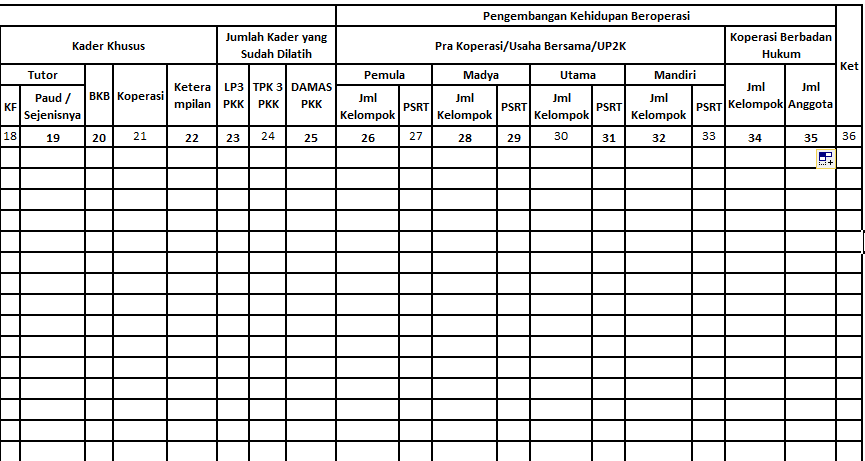 Pengembangan Kehidupan Beroperasi
Kader Khusus
Jumlah Kader yang
Sudah Dilatih
Pra Koperasi/Usaha Bersama/UP2K
Koperasi Berbadan
Hukum
Ket
Tutor
BKB
Koperasi
Ketera
mpilan
LP3
PKK
TPK 3
PKK
DAMAS
PKK
Pemula
Madya
Utama
Mandiri
Jml
Kelompok
Jml
Anggota
KF
Paud /
Sejenisnya
Jml
Kelompok
PSRT
Jml
Kelompok
PSRT
Jml
Kelompok
PSRT
Jml
Kelompok
PSRT
18 19 20 21 22 23 24 25 26 27 28 29 30 31 32 33 34 35 36